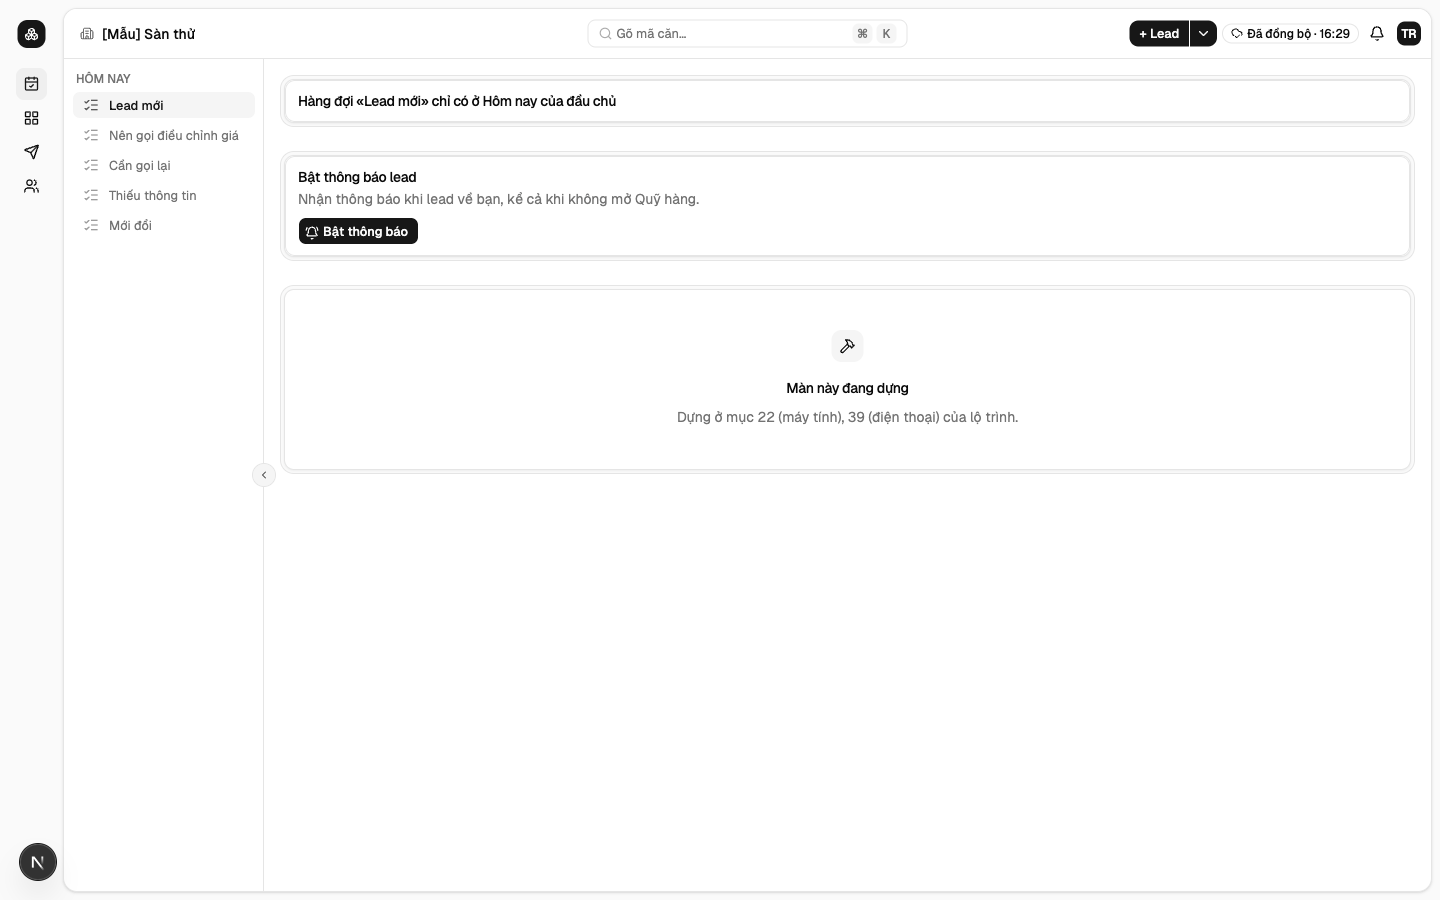 [Mẫu] Sàn thử
Gõ mã căn...
⌘ K
+ Lead
Đã đồng bộ · 16:29
TR
HÔM NAY
Lead mới
Nên gọi điều chỉnh giá
Cần gọi lại
Thiếu thông tin
Mới đổi
Hàng đợi «Lead mới» chỉ có ở Hôm nay của đầu chủ
Bật thông báo lead
Nhận thông báo khi lead về bạn, kể cả khi không mở Quỹ hàng.
Bật thông báo
Màn này đang dựng
Dựng ở mục 22 (máy tính), 39 (điện thoại) của lộ trình.
N